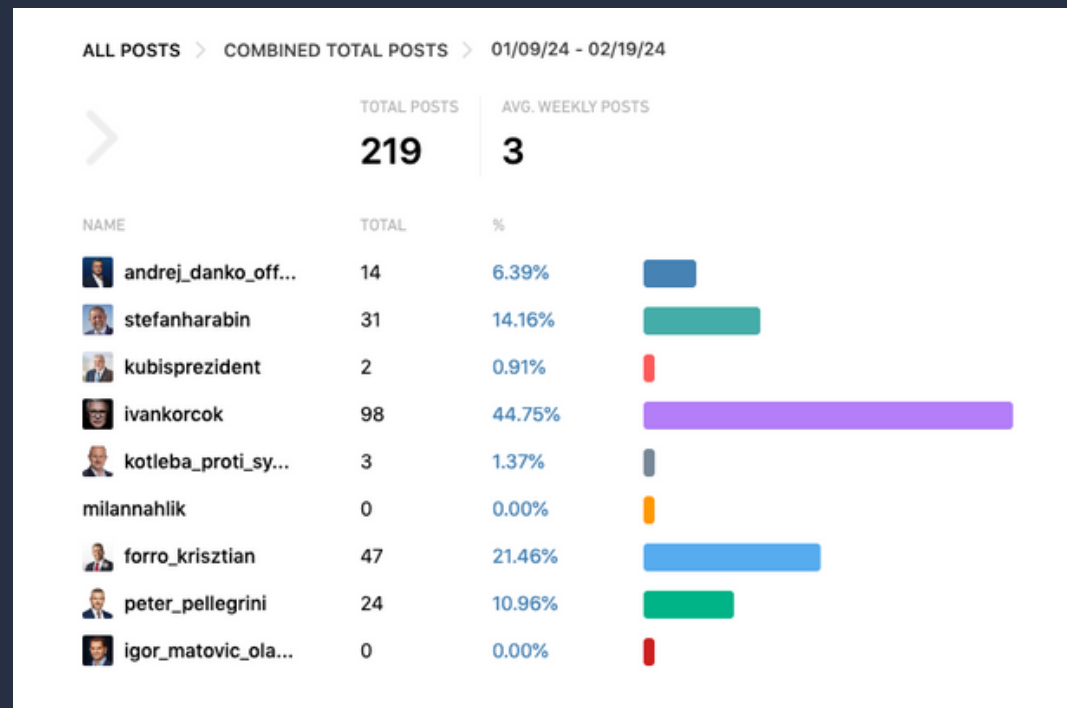 ALL POSTS > COMBINED TOTAL POSTS > 01/09/24 - 02/19/24
TOTAL POSTS AVG. WEEKLY POSTS
219 3
NAME TOTAL %
andrej_danko_off... 14 6.39%
stefanharabin 31 14.16%
kubisprezident 2 0.91%
ivankorcok 98 44.75%
kotleba_proti_sy... 3 1.37%
milannahlik 0 0.00%
forro_krisztian 47 21.46%
peter_pellegrini 24 10.96%
igor_matovic_ola... 0 0.00%